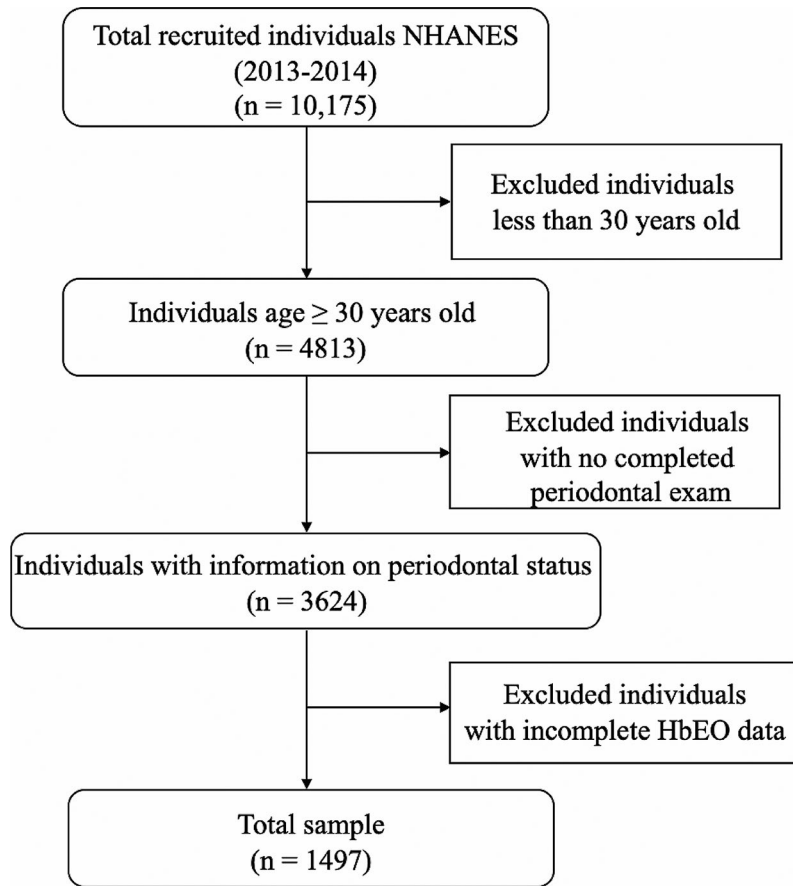 Total recruited individuals NHANES
(2013-2014)
(n = 10,175)
Excluded individuals
less than 30 years old
Individuals age ≥ 30 years old
(n = 4813)
Excluded individuals
with no completed
periodontal exam
Individuals with information on periodontal status
(n = 3624)
Excluded individuals
with incomplete HbEO data
Total sample
(n = 1497)